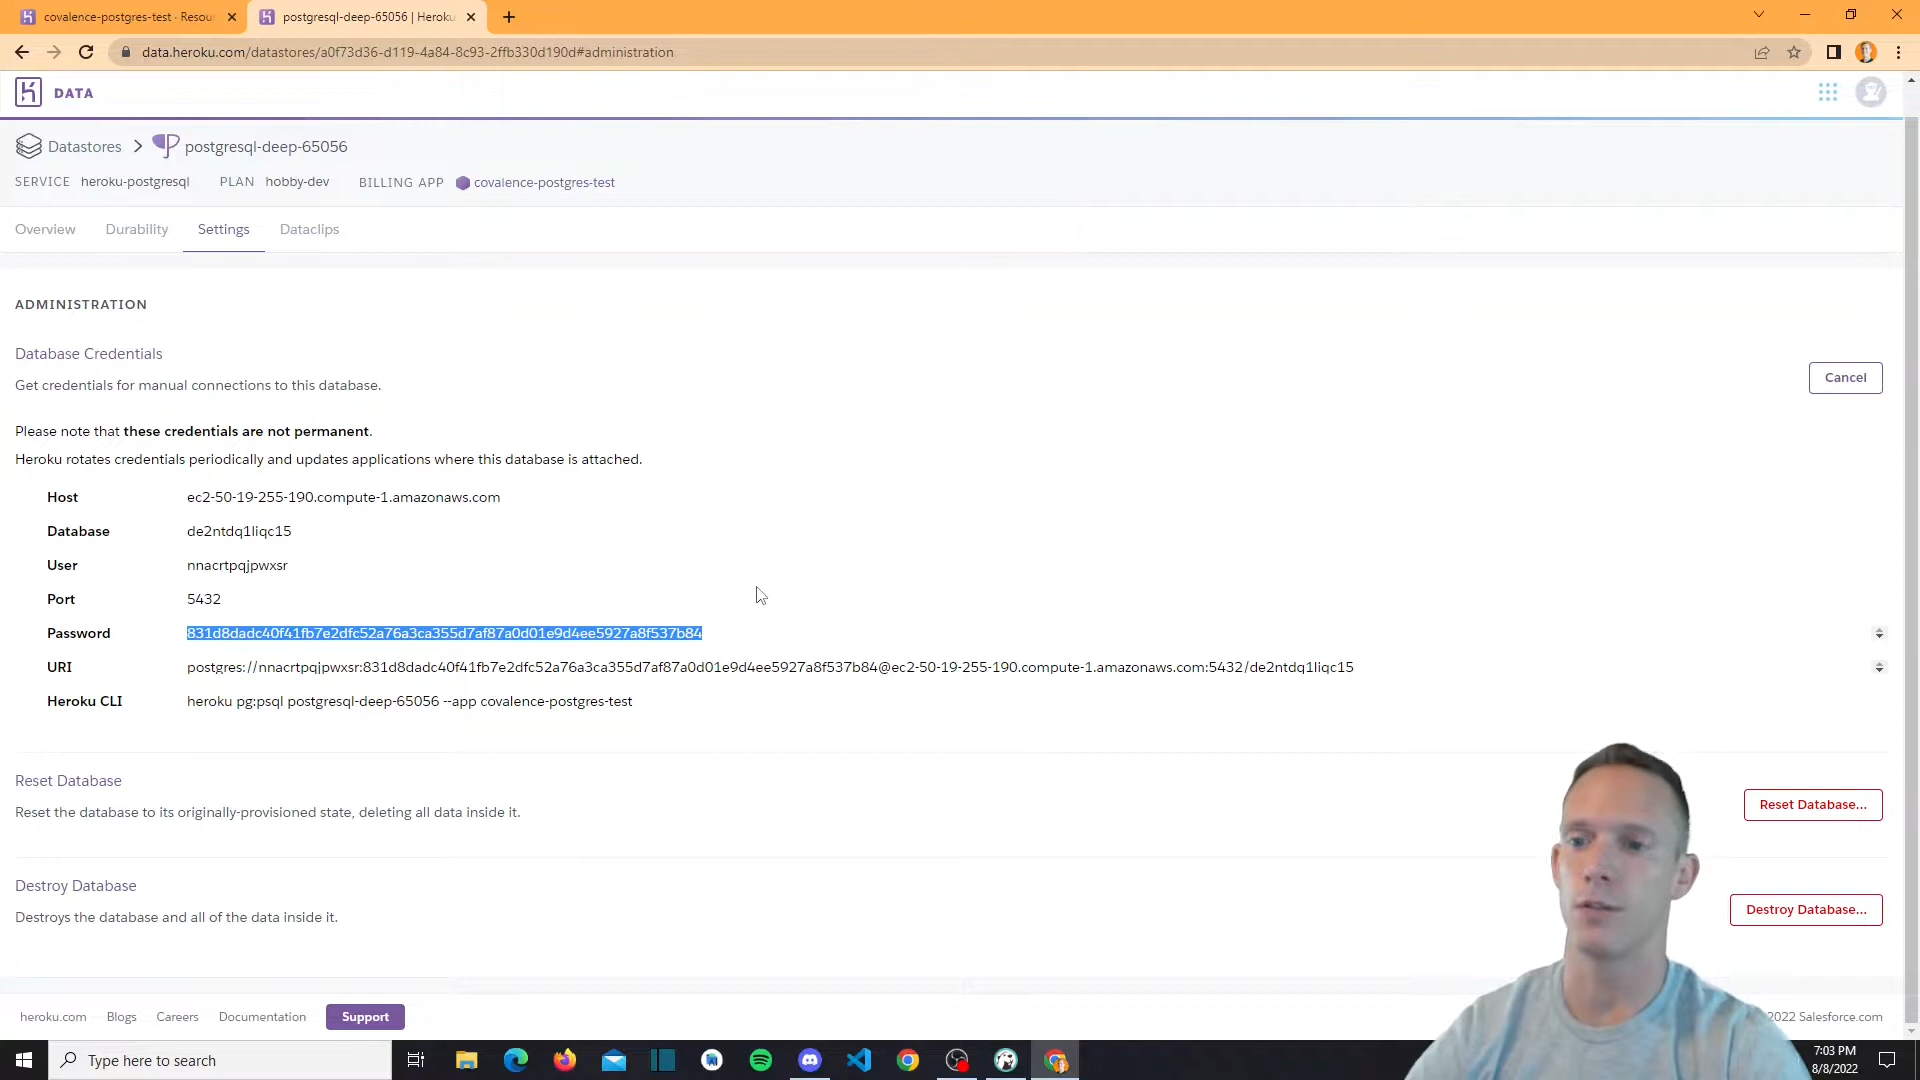 covalence-postgres-test · Resou
postgresql-deep-65056 | Heroku
data.heroku.com/datastores/a0f73d36-d119-4a84-8c93-2ffb330d190d#administration
DATA
Datastores
postgresql-deep-65056
SERVICE heroku-postgresql PLAN hobby-dev BILLING APP covalence-postgres-test
Overview Durability Settings Dataclips
ADMINISTRATION
Database Credentials
Get credentials for manual connections to this database.
Cancel
Please note that these credentials are not permanent.
Heroku rotates credentials periodically and updates applications where this database is attached.
Host ec2-50-19-255-190.compute-1.amazonaws.com
Database de2ntdq1liqc15
User nnacrtpqjpwxsr
Port 5432
Password 831d8dadc40f41fb7e2dfc52a76a3ca355d7af87a0d01e9d4ee5927a8f537b84
URI postgres://nnacrtpqjpwxsr:831d8dadc40f41fb7e2dfc52a76a3ca355d7af87a0d01e9d4ee5927a8f537b84@ec2-50-19-255-190.compute-1.amazonaws.com:5432/de2ntdq1liqc15
Heroku CLI heroku pg:psql postgresql-deep-65056 --app covalence-postgres-test
Reset Database
Reset the database to its originally-provisioned state, deleting all data inside it.
Reset Database...
Destroy Database
Destroys the database and all of the data inside it.
Destroy Database...
heroku.com Blogs Careers Documentation Support
2022 Salesforce.com
Type here to search
7:03 PM
8/8/2022